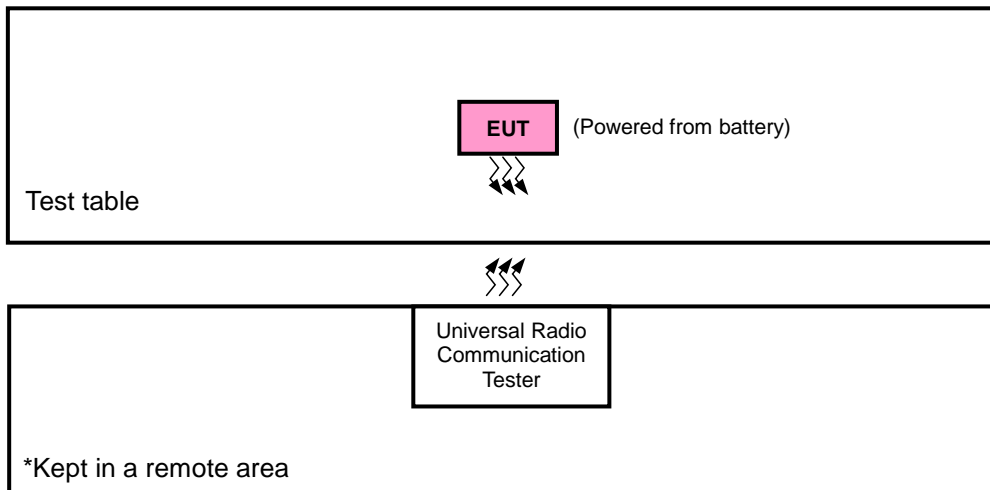 EUT
(Powered from battery)
Test table
Universal Radio
Communication
Tester
*Kept in a remote area